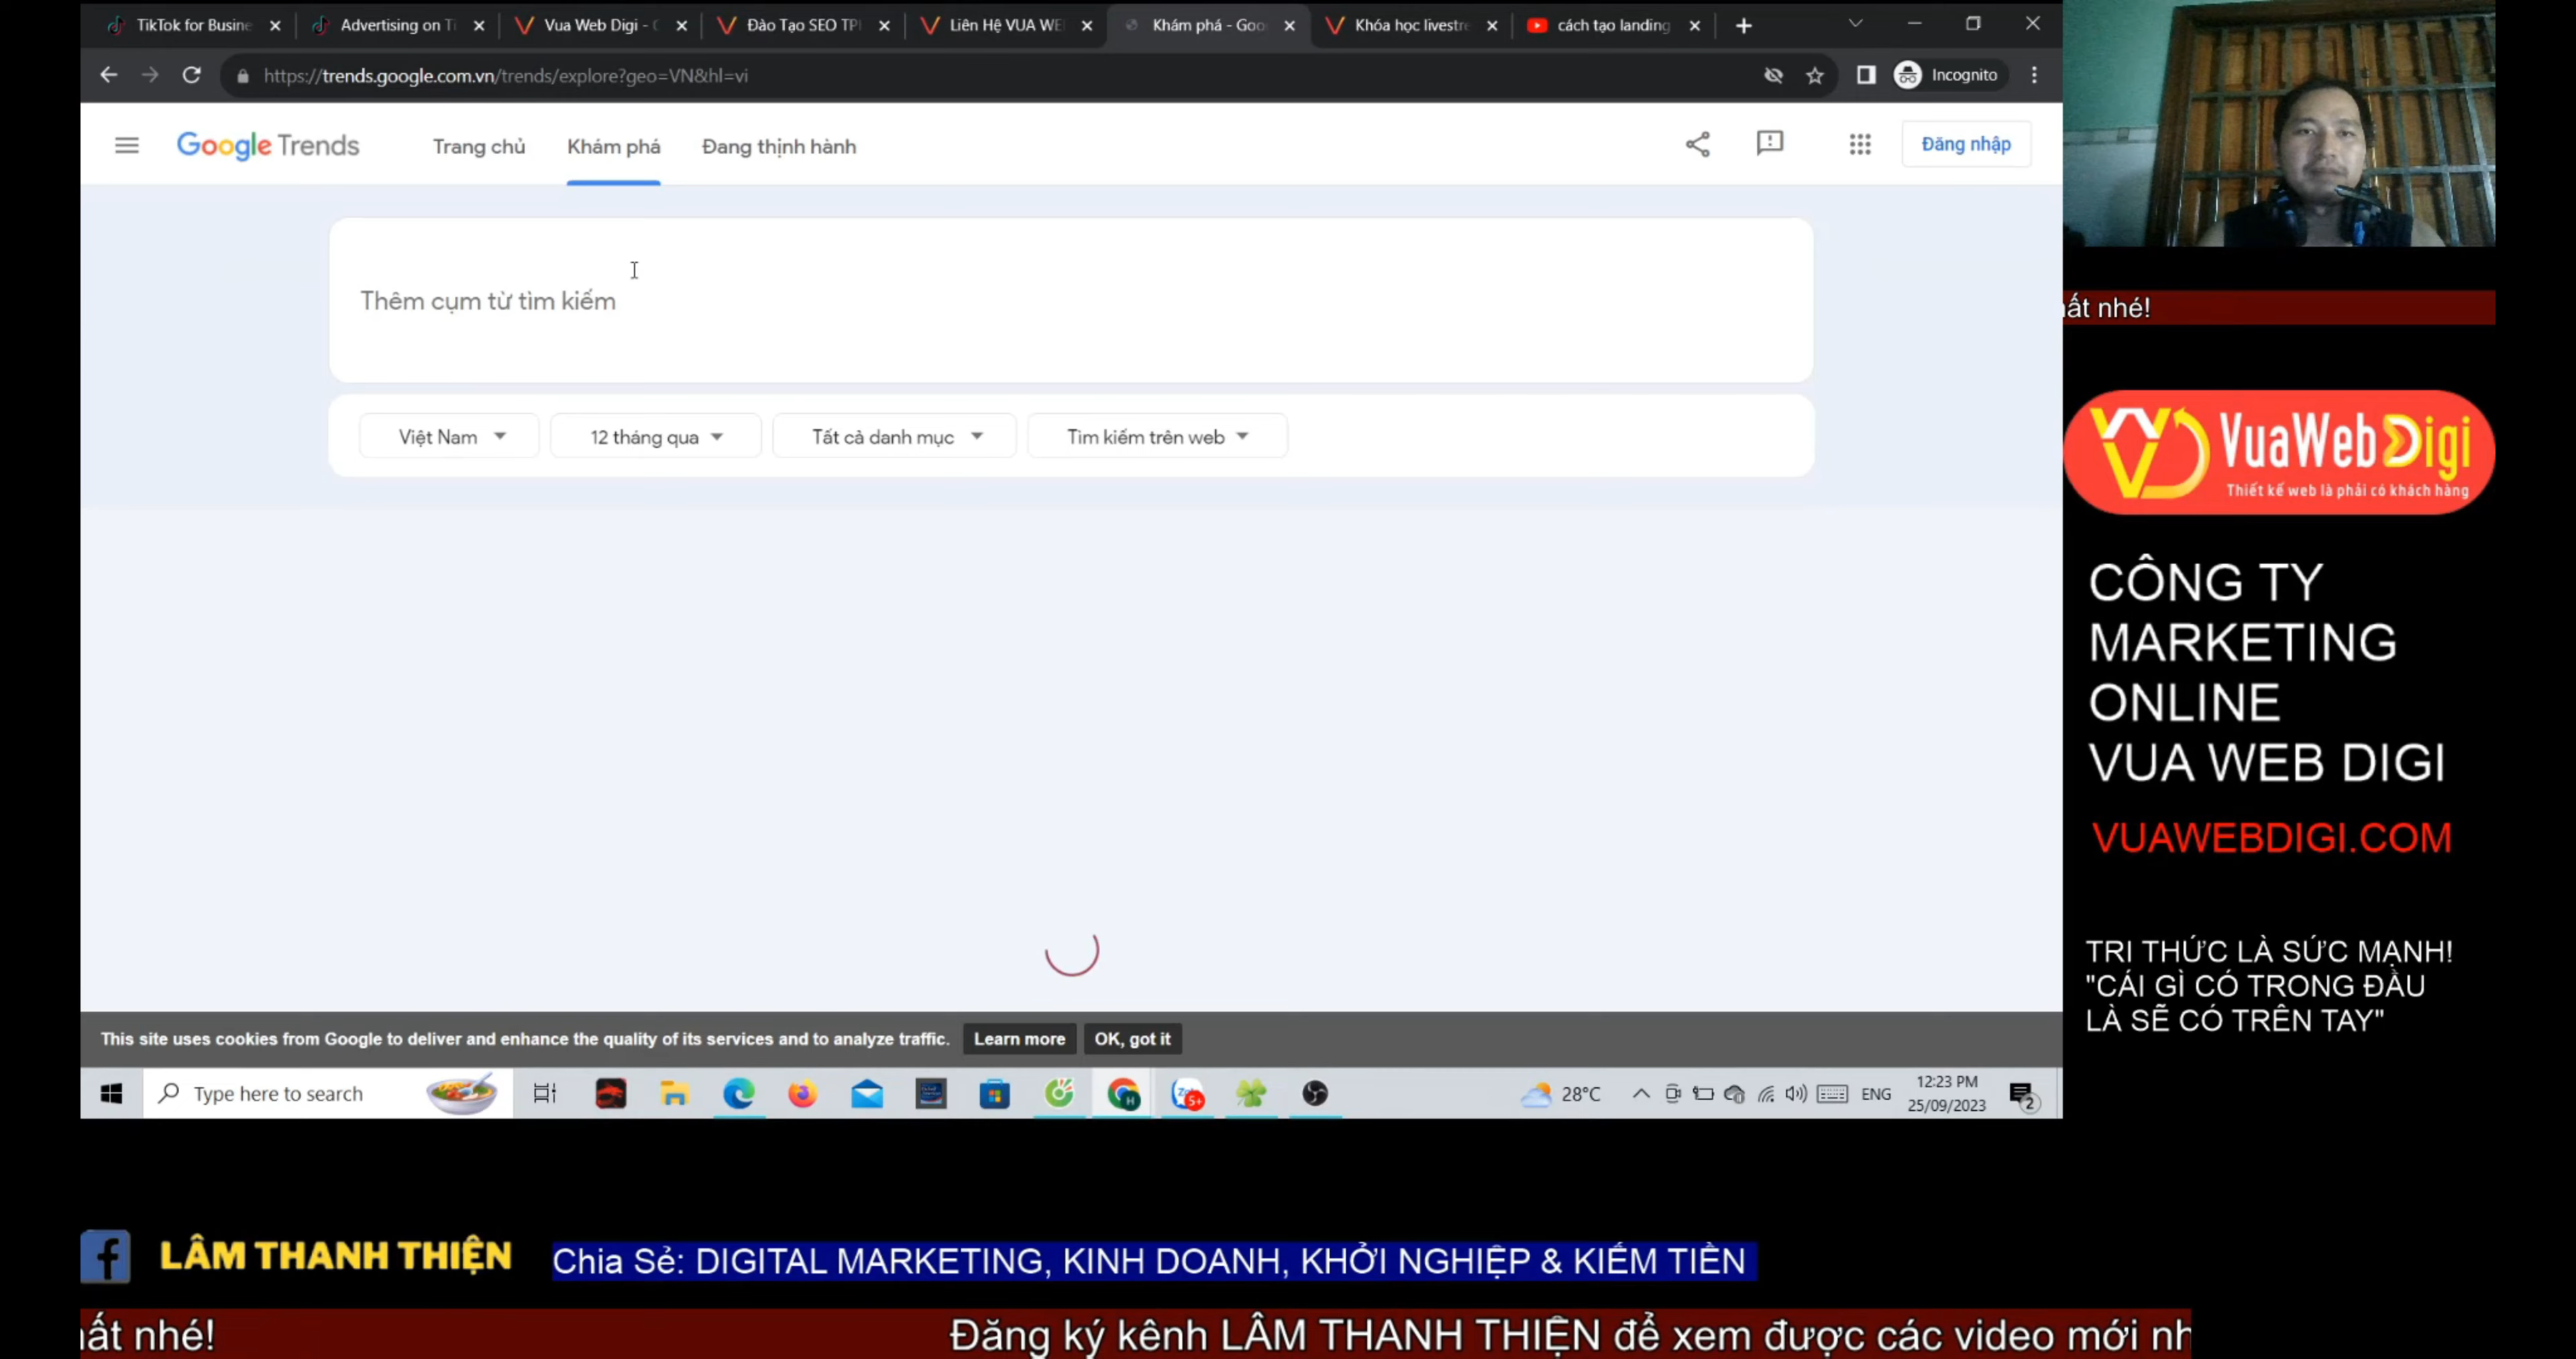 TikTok for Busine
Advertising on Ti
Vua Web Digi - C
Đào Tạo SEO TPH
Liên Hệ VUA WE
Khám phá - Goo
Khóa học livestre
cách tạo landing
https://trends.google.com.vn/trends/explore?geo=VN&hl=vi
Incognito
Google Trends
Trang chủ
Khám phá
Đang thịnh hành
Đăng nhập
Thêm cụm từ tìm kiếm
Việt Nam
12 tháng qua
Tất cả danh mục
Tìm kiếm trên web
This site uses cookies from Google to deliver and enhance the quality of its services and to analyze traffic.
Learn more
OK, got it
Type here to search
28°C
ENG
12:23 PM
25/09/2023
2
ất nhé!
VuaWebDigi
Thiết kế web là phải có khách hàng
CÔNG TY
MARKETING
ONLINE
VUA WEB DIGI
VUAWEBDIGI.COM
TRI THỨC LÀ SỨC MẠNH!
"CÁI GÌ CÓ TRONG ĐẦU
LÀ SẼ CÓ TRÊN TAY"
LÂM THANH THIỆN
Chia Sẻ: DIGITAL MARKETING, KINH DOANH, KHỞI NGHIỆP & KIẾM TIỀN
ất nhé!
Đăng ký kênh LÂM THANH THIỆN để xem được các video mới nh